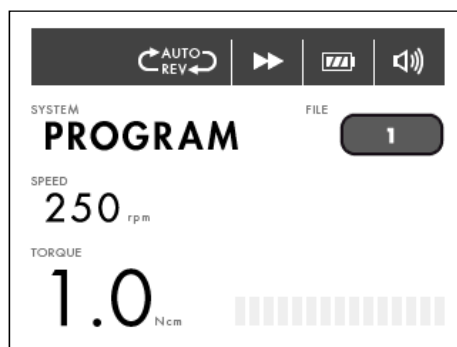 AUTO
REV
SYSTEM
FILE
PROGRAM
1
SPEED
250 rpm
TORQUE
1.0 Ncm